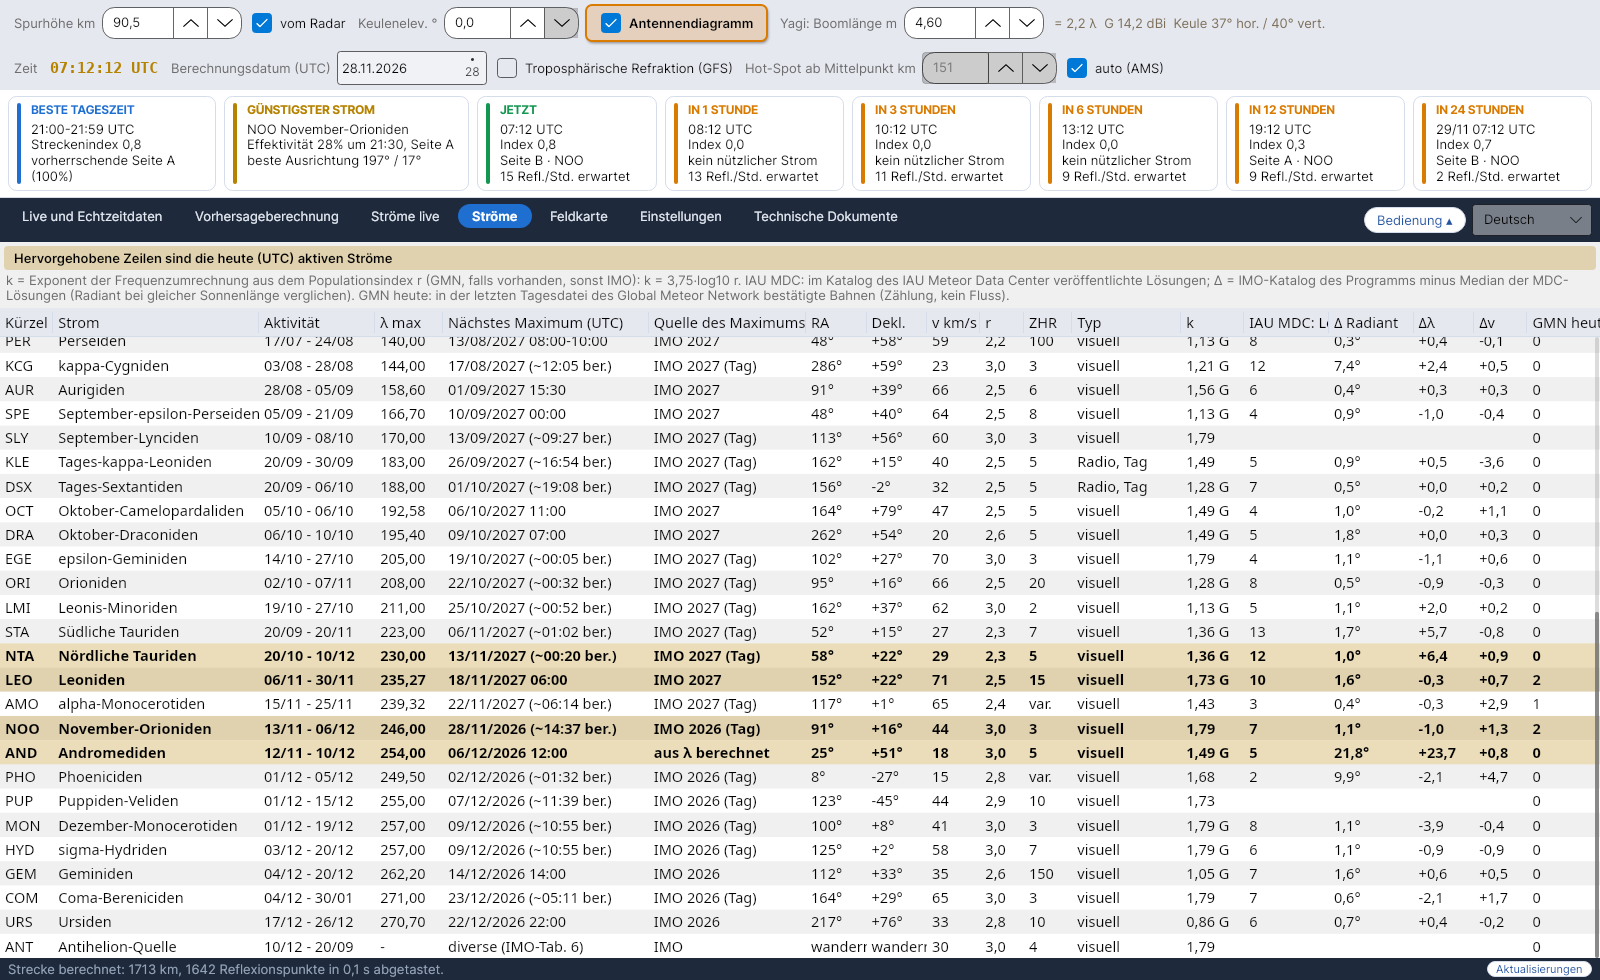 Spurhöhe km 90,5 vom Radar Keulenelev. ° 0,0 Antennendiagramm Yagi: Boomlänge m 4,60 = 2,2 λ G 14,2 dBi Keule 37° hor. / 40° vert.
Zeit 07:12:12 UTC Berechnungsdatum (UTC) 28.11.2026 28 Troposphärische Refraktion (GFS) Hot-Spot ab Mittelpunkt km 151 auto (AMS)
BESTE TAGESZEIT
21:00-21:59 UTC
Streckenindex 0,8
vorherrschende Seite A
(100%)
GÜNSTIGSTER STROM
NOO November-Orioniden
Effektivität 28% um 21:30, Seite A
beste Ausrichtung 197° / 17°
JETZT
07:12 UTC
Index 0,8
Seite B · NOO
15 Refl./Std. erwartet
IN 1 STUNDE
08:12 UTC
Index 0,0
kein nützlicher Strom
13 Refl./Std. erwartet
IN 3 STUNDEN
10:12 UTC
Index 0,0
kein nützlicher Strom
11 Refl./Std. erwartet
IN 6 STUNDEN
13:12 UTC
Index 0,0
kein nützlicher Strom
9 Refl./Std. erwartet
IN 12 STUNDEN
19:12 UTC
Index 0,3
Seite A · NOO
9 Refl./Std. erwartet
IN 24 STUNDEN
29/11 07:12 UTC
Index 0,7
Seite B · NOO
2 Refl./Std. erwartet
Live und Echtzeitdaten Vorhersageberechnung Ströme live Ströme Feldkarte Einstellungen Technische Dokumente Bedienung ▴ Deutsch
Hervorgehobene Zeilen sind die heute (UTC) aktiven Ströme
k = Exponent der Frequenzumrechnung aus dem Populationsindex r (GMN, falls vorhanden, sonst IMO): k = 3,75·log10 r. IAU MDC: im Katalog des IAU Meteor Data Center veröffentlichte Lösungen; Δ = IMO-Katalog des Programms minus Median der MDC-
Lösungen (Radiant bei gleicher Sonnenlänge verglichen). GMN heute: in der letzten Tagesdatei des Global Meteor Network bestätigte Bahnen (Zählung, kein Fluss).
Kürzel Strom Aktivität λ max Nächstes Maximum (UTC) Quelle des Maximums RA Dekl. v km/s r ZHR Typ k IAU MDC: Lö Δ Radiant Δλ Δv GMN heut
PER Perseiden 17/07 - 24/08 140,00 13/08/2027 08:00-10:00 IMO 2027 48° +58° 59 2,2 100 visuell 1,13 G 8 0,3° +0,4 -0,1 0
KCG kappa-Cygniden 03/08 - 28/08 144,00 17/08/2027 (~12:05 ber.) IMO 2027 (Tag) 286° +59° 23 3,0 3 visuell 1,21 G 12 7,4° +2,4 +0,5 0
AUR Aurigiden 28/08 - 05/09 158,60 01/09/2027 15:30 IMO 2027 91° +39° 66 2,5 6 visuell 1,56 G 6 0,4° +0,3 +0,3 0
SPE September-epsilon-Perseiden 05/09 - 21/09 166,70 10/09/2027 00:00 IMO 2027 48° +40° 64 2,5 8 visuell 1,13 G 4 0,9° -1,0 -0,4 0
SLY September-Lynciden 10/09 - 08/10 170,00 13/09/2027 (~09:27 ber.) IMO 2027 (Tag) 113° +56° 60 3,0 3 visuell 1,79 0
KLE Tages-kappa-Leoniden 20/09 - 30/09 183,00 26/09/2027 (~16:54 ber.) IMO 2027 (Tag) 162° +15° 40 2,5 5 Radio, Tag 1,49 5 0,9° +0,5 -3,6 0
DSX Tages-Sextantiden 20/09 - 06/10 188,00 01/10/2027 (~19:08 ber.) IMO 2027 (Tag) 156° -2° 32 2,5 5 Radio, Tag 1,28 G 7 0,5° +0,0 +0,2 0
OCT Oktober-Camelopardaliden 05/10 - 06/10 192,58 06/10/2027 11:00 IMO 2027 164° +79° 47 2,5 5 visuell 1,49 G 4 1,0° -0,2 +1,1 0
DRA Oktober-Draconiden 06/10 - 10/10 195,40 09/10/2027 07:00 IMO 2027 262° +54° 20 2,6 5 visuell 1,49 G 5 1,8° +0,0 +0,3 0
EGE epsilon-Geminiden 14/10 - 27/10 205,00 19/10/2027 (~00:05 ber.) IMO 2027 (Tag) 102° +27° 70 3,0 3 visuell 1,79 4 1,1° -1,1 +0,6 0
ORI Orioniden 02/10 - 07/11 208,00 22/10/2027 (~00:32 ber.) IMO 2027 (Tag) 95° +16° 66 2,5 20 visuell 1,28 G 8 0,5° -0,9 -0,3 0
LMI Leonis-Minoriden 19/10 - 27/10 211,00 25/10/2027 (~00:52 ber.) IMO 2027 (Tag) 162° +37° 62 3,0 2 visuell 1,13 G 5 1,1° +2,0 +0,2 0
STA Südliche Tauriden 20/09 - 20/11 223,00 06/11/2027 (~01:02 ber.) IMO 2027 (Tag) 52° +15° 27 2,3 7 visuell 1,36 G 13 1,7° +5,7 -0,8 0
NTA Nördliche Tauriden 20/10 - 10/12 230,00 13/11/2027 (~00:20 ber.) IMO 2027 (Tag) 58° +22° 29 2,3 5 visuell 1,36 G 12 1,0° +6,4 +0,9 0
LEO Leoniden 06/11 - 30/11 235,27 18/11/2027 06:00 IMO 2027 152° +22° 71 2,5 15 visuell 1,73 G 10 1,6° -0,3 +0,7 2
AMO alpha-Monocerotiden 15/11 - 25/11 239,32 22/11/2027 (~06:14 ber.) IMO 2027 (Tag) 117° +1° 65 2,4 var. visuell 1,43 3 0,4° -0,3 +2,9 1
NOO November-Orioniden 13/11 - 06/12 246,00 28/11/2026 (~14:37 ber.) IMO 2026 (Tag) 91° +16° 44 3,0 3 visuell 1,79 7 1,1° -1,0 +1,3 2
AND Andromediden 12/11 - 10/12 254,00 06/12/2026 12:00 aus λ berechnet 25° +51° 18 3,0 5 visuell 1,49 G 5 21,8° +23,7 +0,8 0
PHO Phoeniciden 01/12 - 05/12 249,50 02/12/2026 (~01:32 ber.) IMO 2026 (Tag) 8° -27° 15 2,8 var. visuell 1,68 2 9,9° -2,1 +4,7 0
PUP Puppiden-Veliden 01/12 - 15/12 255,00 07/12/2026 (~11:39 ber.) IMO 2026 (Tag) 123° -45° 44 2,9 10 visuell 1,73 0
MON Dezember-Monocerotiden 01/12 - 19/12 257,00 09/12/2026 (~10:55 ber.) IMO 2026 (Tag) 100° +8° 41 3,0 3 visuell 1,79 G 8 1,1° -3,9 -0,4 0
HYD sigma-Hydriden 03/12 - 20/12 257,00 09/12/2026 (~10:55 ber.) IMO 2026 (Tag) 125° +2° 58 3,0 7 visuell 1,79 G 6 1,1° -0,9 -0,9 0
GEM Geminiden 04/12 - 20/12 262,20 14/12/2026 14:00 IMO 2026 112° +33° 35 2,6 150 visuell 1,05 G 7 1,6° +0,6 +0,5 0
COM Coma-Bereniciden 04/12 - 30/01 271,00 23/12/2026 (~05:11 ber.) IMO 2026 (Tag) 164° +29° 65 3,0 3 visuell 1,79 7 0,6° -2,1 +1,7 0
URS Ursiden 17/12 - 26/12 270,70 22/12/2026 22:00 IMO 2026 217° +76° 33 2,8 10 visuell 0,86 G 6 0,7° +0,4 -0,2 0
ANT Antihelion-Quelle 10/12 - 20/09 - diverse (IMO-Tab. 6) IMO wandern wandern 30 3,0 4 visuell 1,79 0
Strecke berechnet: 1713 km, 1642 Reflexionspunkte in 0,1 s abgetastet. Aktualisierungen